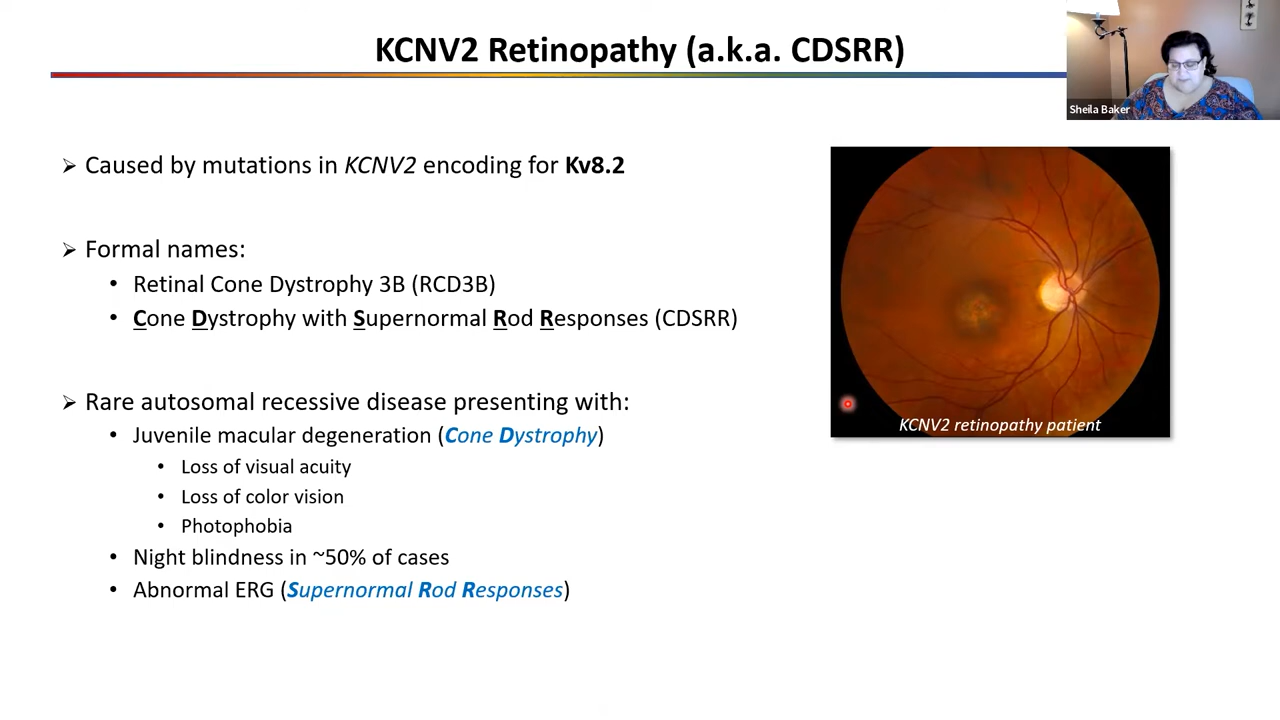 KCNV2 Retinopathy (a.k.a. CDSRR)
Sheila Baker
➢ Caused by mutations in KCNV2 encoding for Kv8.2
➢ Formal names:
• Retinal Cone Dystrophy 3B (RCD3B)
• Cone Dystrophy with Supernormal Rod Responses (CDSRR)
➢ Rare autosomal recessive disease presenting with:
• Juvenile macular degeneration (Cone Dystrophy)
• Loss of visual acuity
• Loss of color vision
• Photophobia
• Night blindness in ~50% of cases
• Abnormal ERG (Supernormal Rod Responses)
KCNV2 retinopathy patient